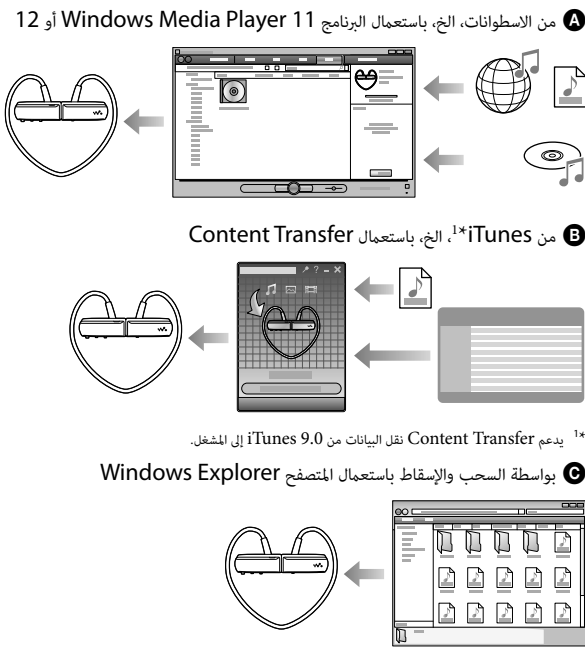 A من الاسطوانات، الخ، باستعمال البرنامج Windows Media Player 11 أو 12
B من iTunes*1، الخ، باستعمال Content Transfer
*1 يدعم Content Transfer نقل البيانات من iTunes 9.0 إلى المشغل.
C بواسطة السحب والإسقاط باستعمال المتصفح Windows Explorer